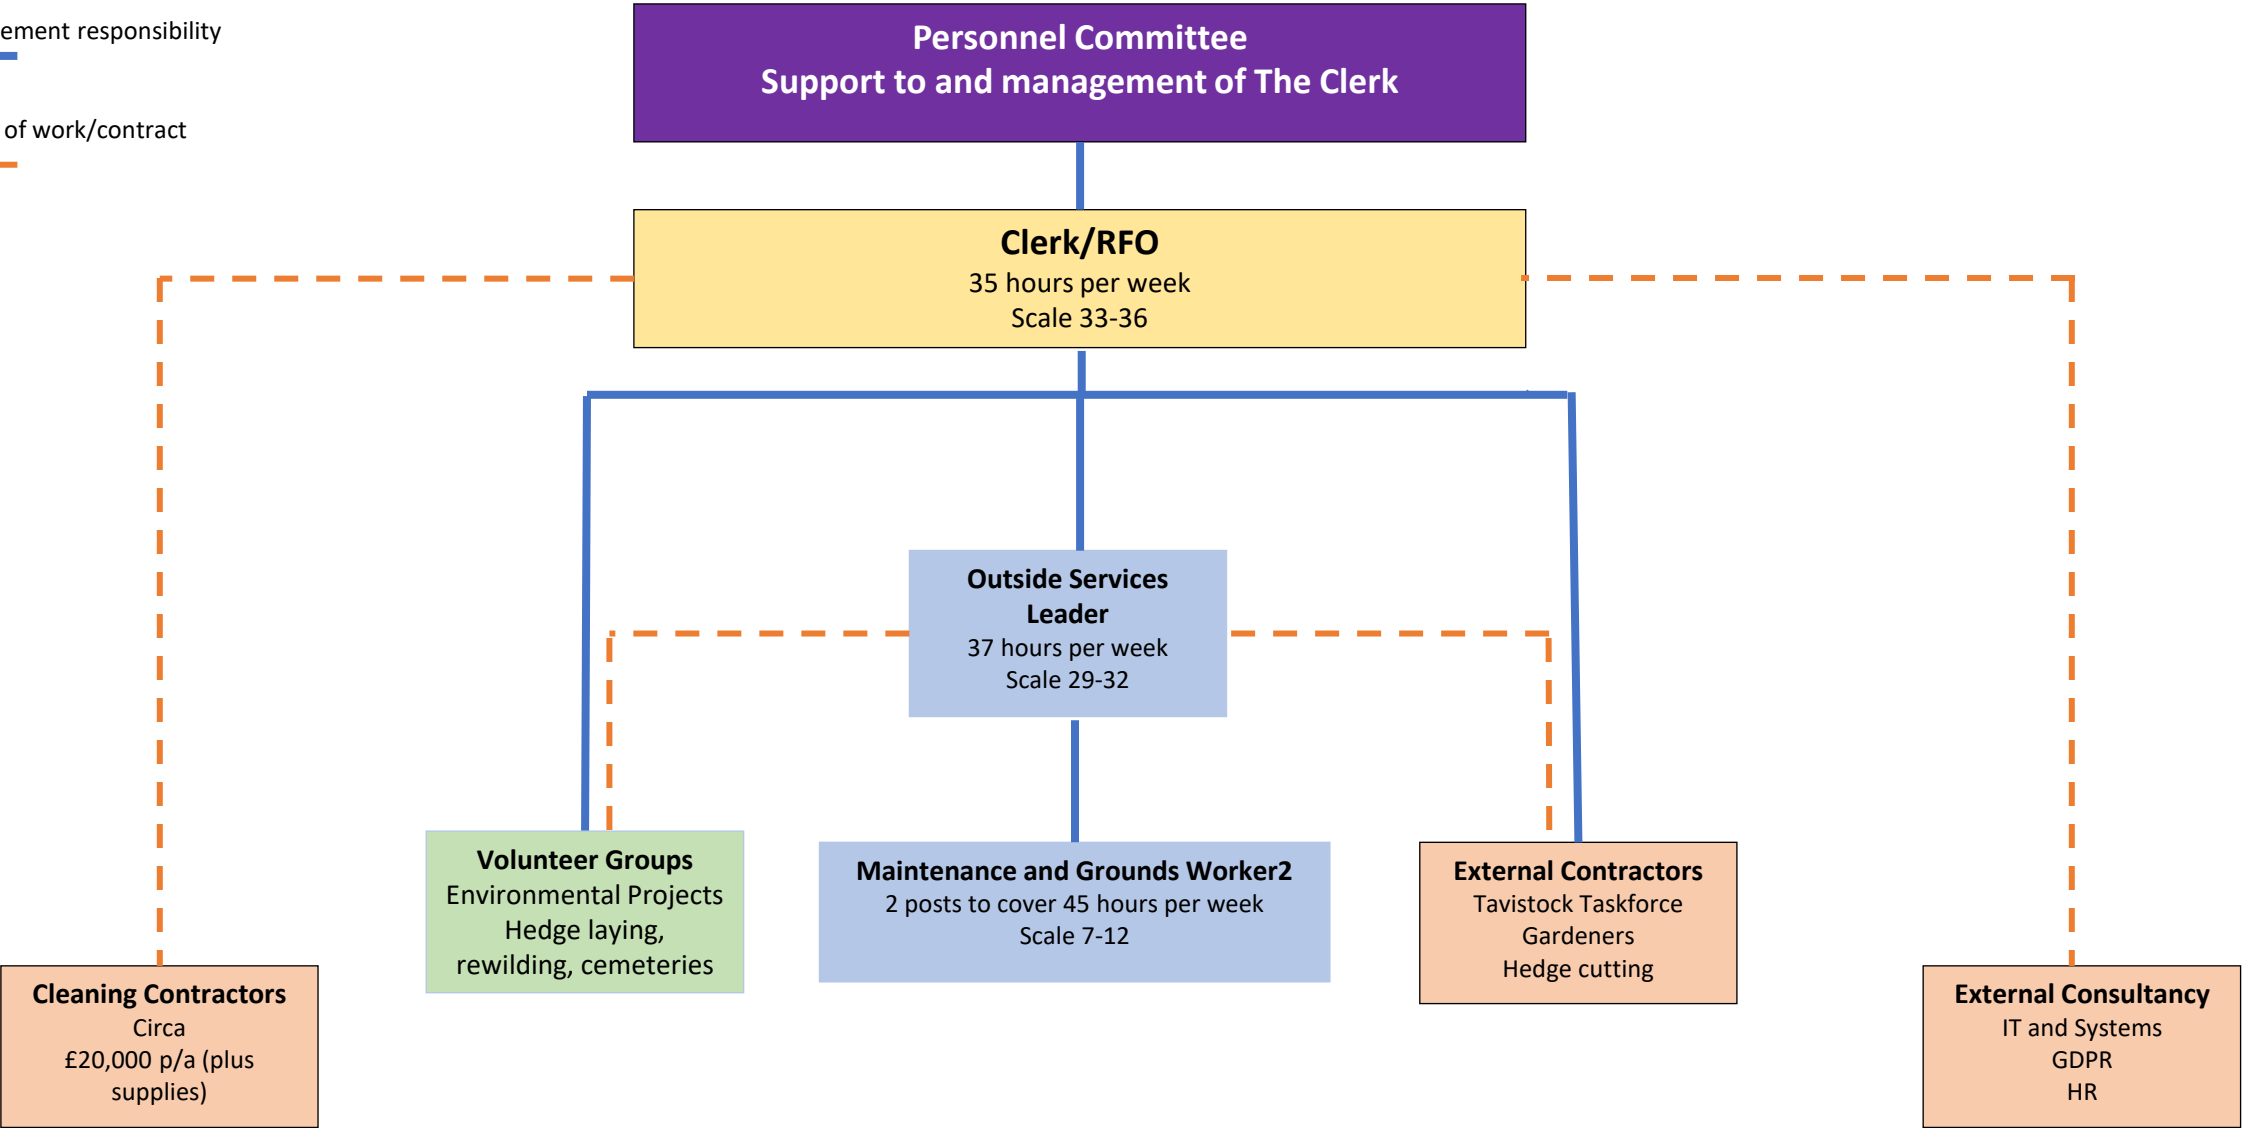 ement responsibility
of work/contract
Personnel Committee
Support to and management of The Clerk
Clerk/RFO
35 hours per week
Scale 33-36
Outside Services
Leader
37 hours per week
Scale 29-32
Volunteer Groups
Environmental Projects
Hedge laying,
rewilding, cemeteries
Maintenance and Grounds Worker2
2 posts to cover 45 hours per week
Scale 7-12
External Contractors
Tavistock Taskforce
Gardeners
Hedge cutting
Cleaning Contractors
Circa
£20,000 p/a (plus
supplies)
External Consultancy
IT and Systems
GDPR
HR